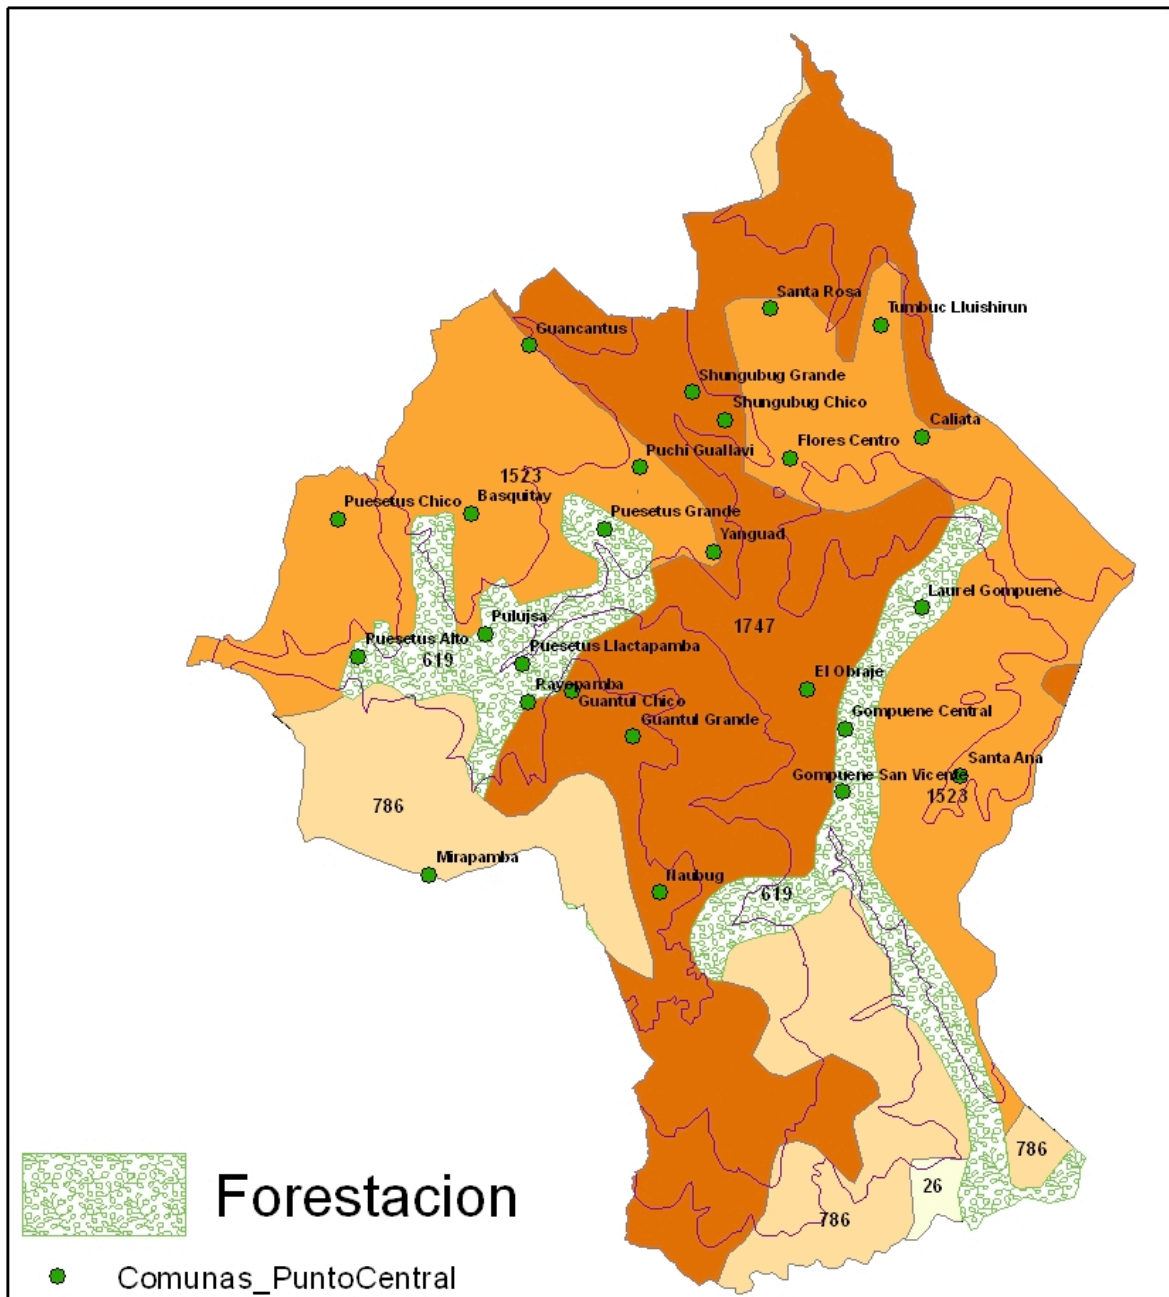 Santa Rosa
Tumbuc Lluishirun
Guancantus
Shungubug Grande
Shungubug Chico
Caliata
Flores Centro
Puchi Guallavi
1523
Basquitay
Puesetus Chico
Puesetus Grande
Yanguad
Laurel Gompuene
1747
Pulujsa
Puesetus Alto
619
Puesetus Llactapamba
Rayopamba
Guantul Chico
El Obraje
Guantul Grande
Gompuene Central
Santa Ana
Gompuene San Vicente
1523
786
Mirapamba
Naubug
619
786
26
786
Forestacion
Comunas_PuntoCentral